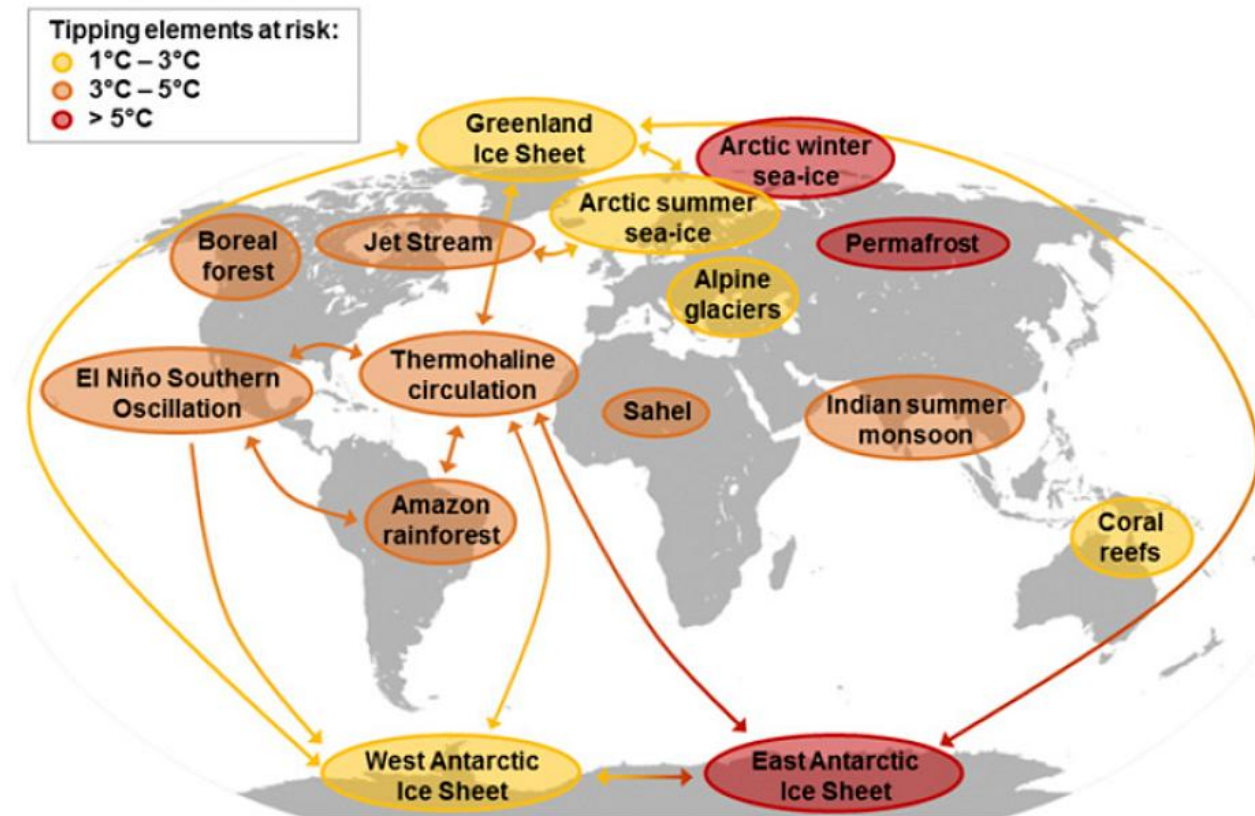 Tipping elements at risk:
1°C – 3°C
3°C – 5°C
> 5°C
Greenland
Ice Sheet
Arctic winter
sea-ice
Arctic summer
sea-ice
Boreal
forest
Jet Stream
Permafrost
Alpine
glaciers
El Niño Southern
Oscillation
Thermohaline
circulation
Sahel
Indian summer
monsoon
Amazon
rainforest
Coral
reefs
West Antarctic
Ice Sheet
East Antarctic
Ice Sheet